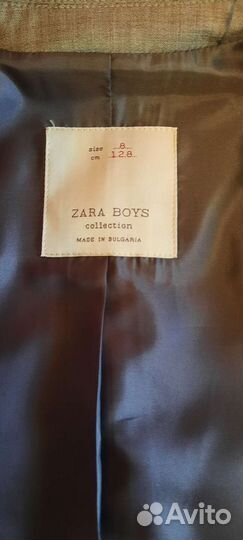 size 8
cm 128
ZARA BOYS
collection
MADE IN BULGARIA
Avito